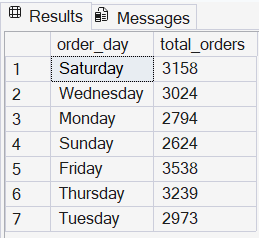 Results Messages
order_day total_orders
1 Saturday 3158
2 Wednesday 3024
3 Monday 2794
4 Sunday 2624
5 Friday 3538
6 Thursday 3239
7 Tuesday 2973